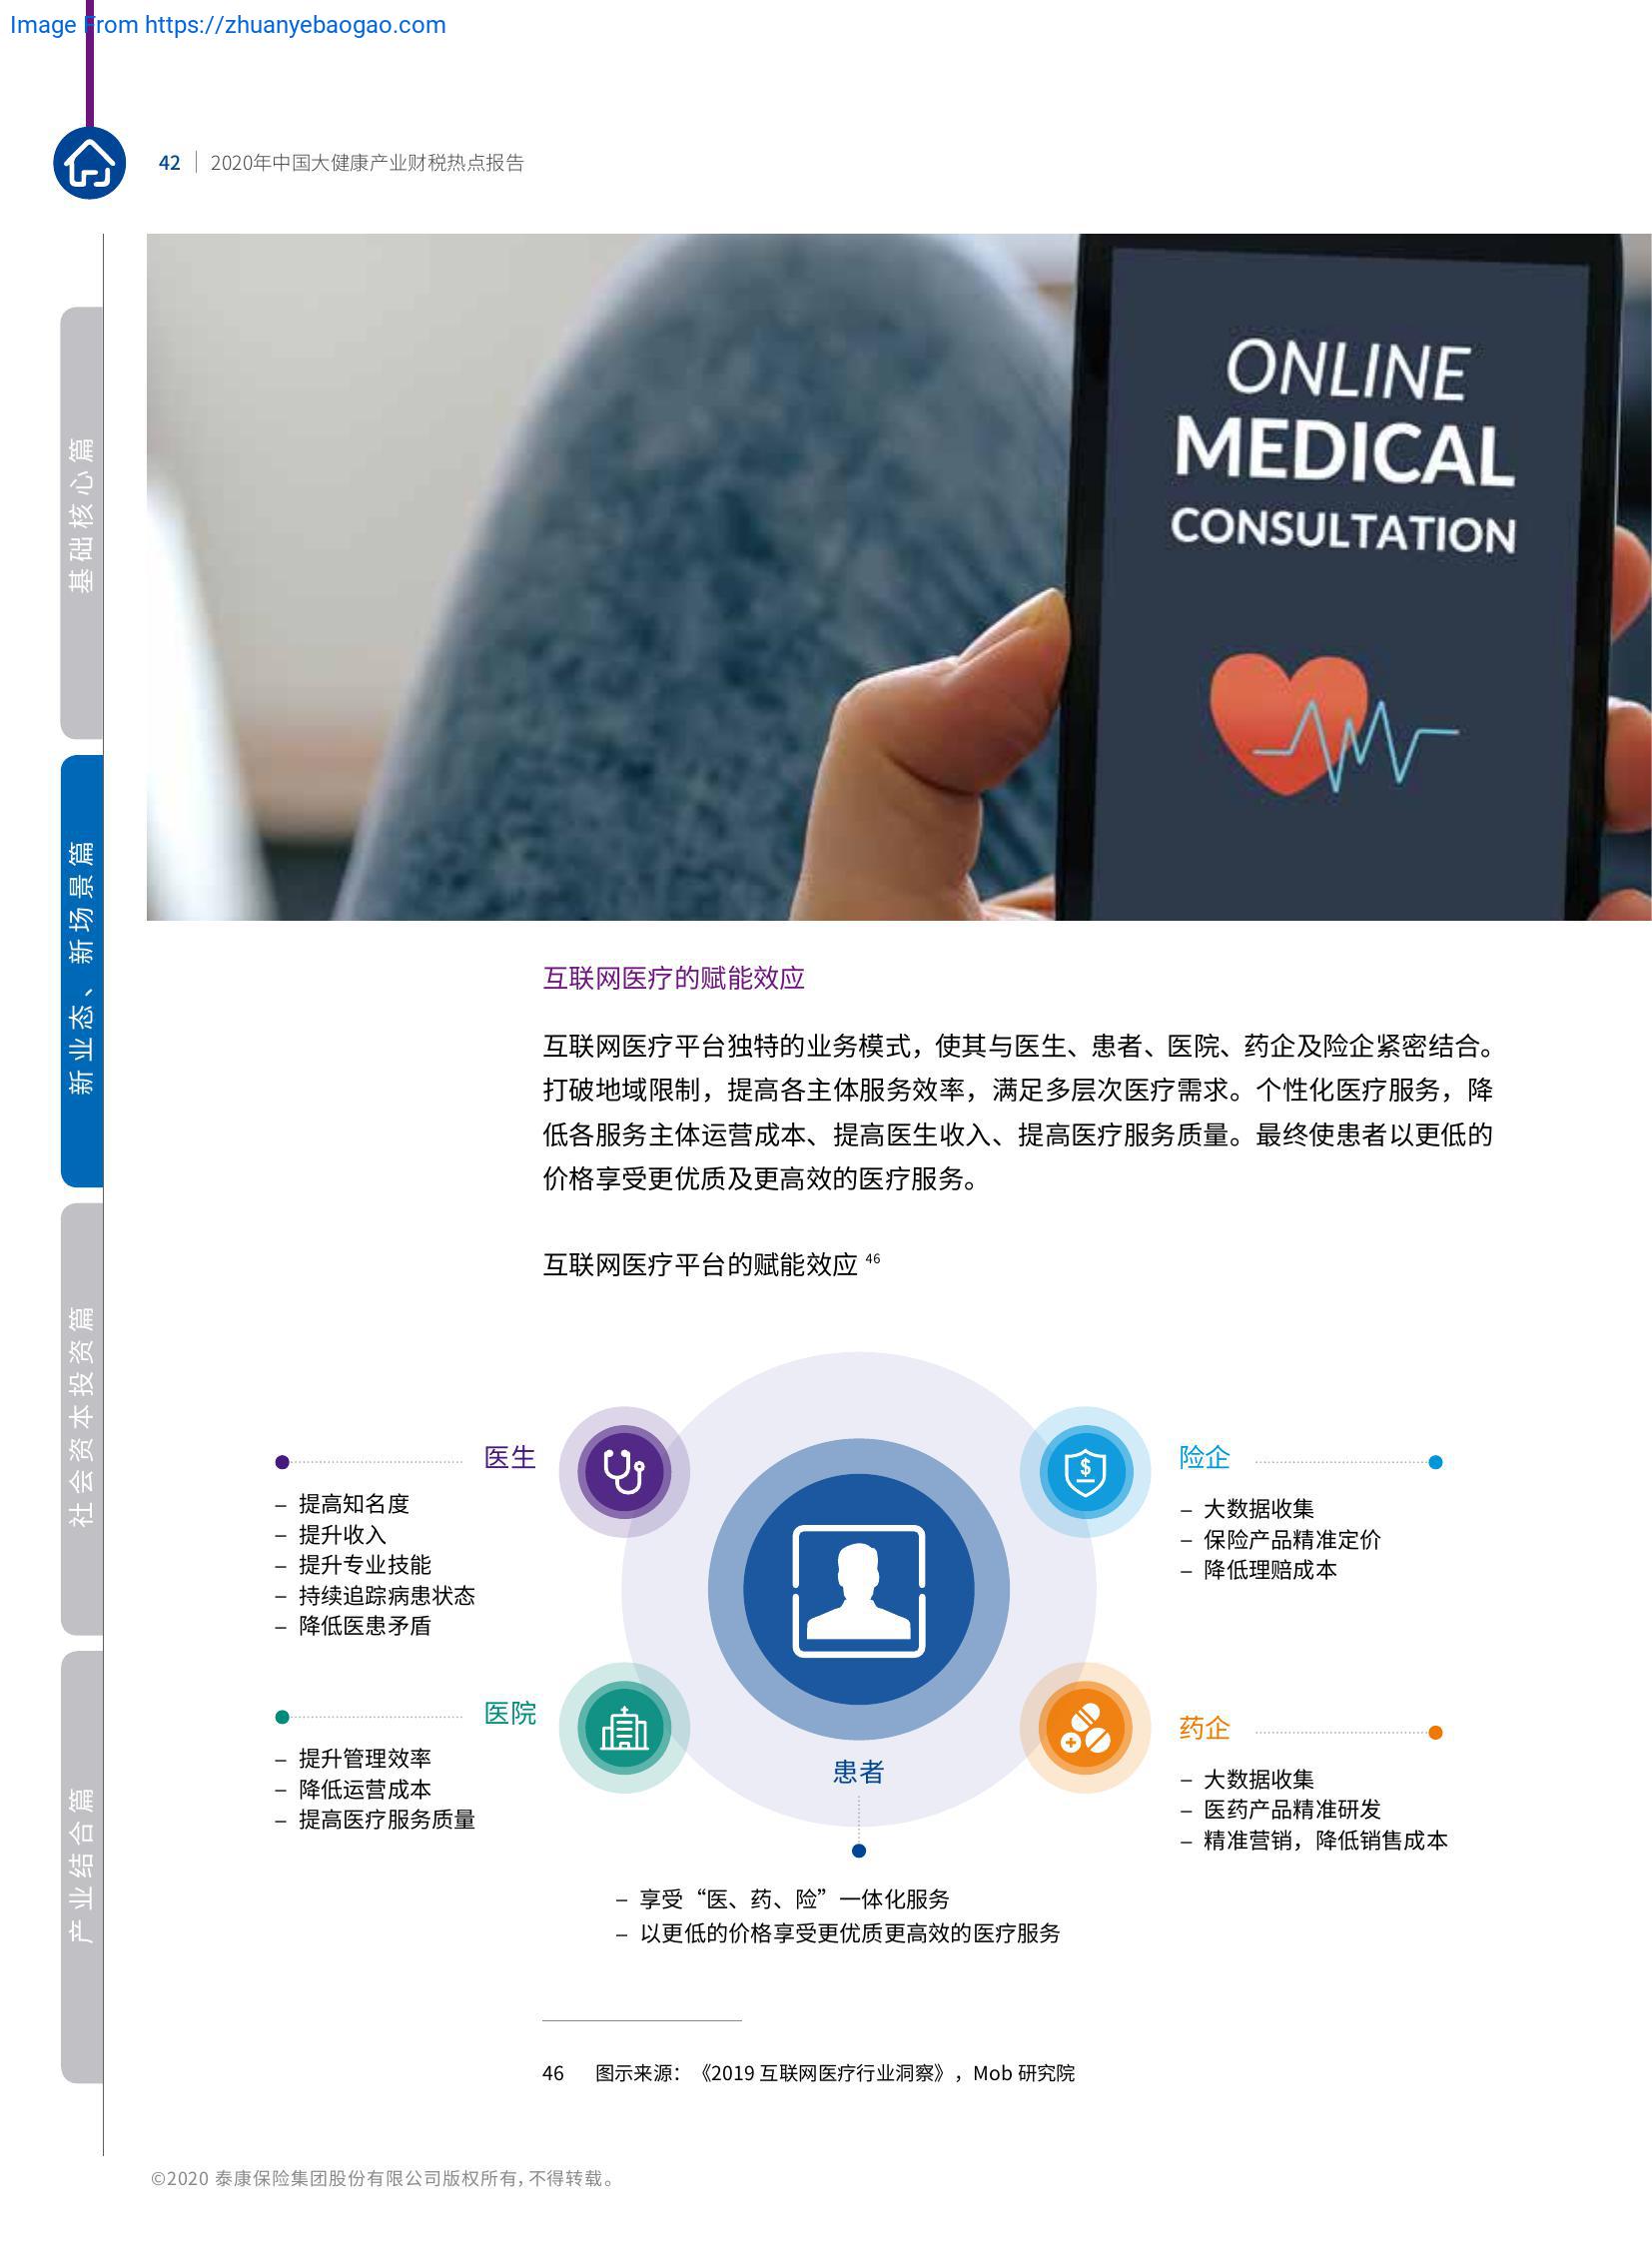 Image From https://zhuanyebaogao.com
42 | 2020年中国大健康产业财税热点报告
基础核心篇
新业态、新场景篇
社会资本投资篇
产业结合篇
ONLINE
MEDICAL
CONSULTATION
互联网医疗的赋能效应
互联网医疗平台独特的业务模式，使其与医生、患者、医院、药企及险企紧密结合。
打破地域限制，提高各主体服务效率，满足多层次医疗需求。个性化医疗服务，降
低各服务主体运营成本、提高医生收入、提高医疗服务质量。最终使患者以更低的
价格享受更优质及更高效的医疗服务。
互联网医疗平台的赋能效应 46
医生
– 提高知名度
– 提升收入
– 提升专业技能
– 持续追踪病患状态
– 降低医患矛盾
险企
– 大数据收集
– 保险产品精准定价
– 降低理赔成本
医院
– 提升管理效率
– 降低运营成本
– 提高医疗服务质量
药企
– 大数据收集
– 医药产品精准研发
– 精准营销，降低销售成本
患者
– 享受“医、药、险”一体化服务
– 以更低的价格享受更优质更高效的医疗服务
46 图示来源：《2019 互联网医疗行业洞察》，Mob 研究院
©2020 泰康保险集团股份有限公司版权所有，不得转载。